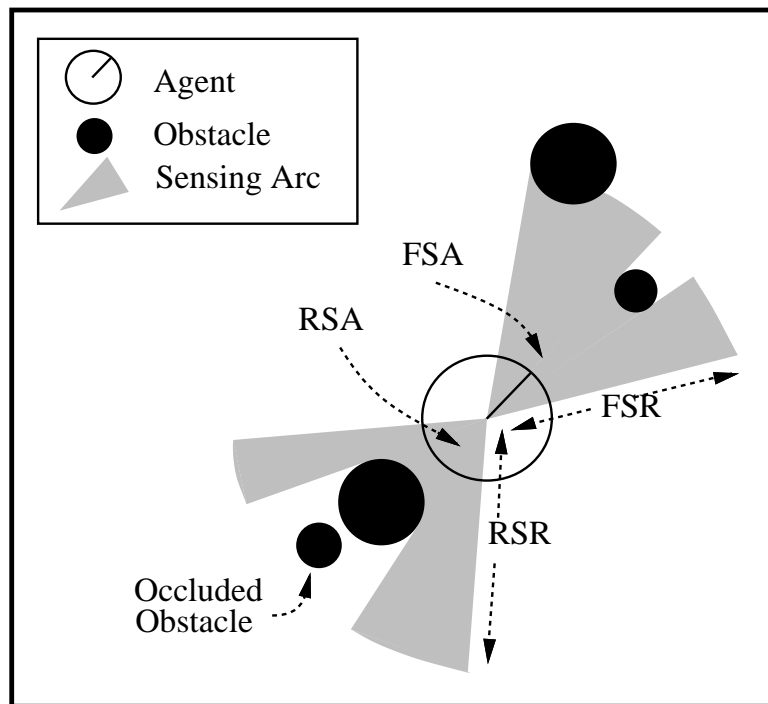 Agent
Obstacle
Sensing Arc
FSA
RSA
FSR
RSR
Occluded
Obstacle